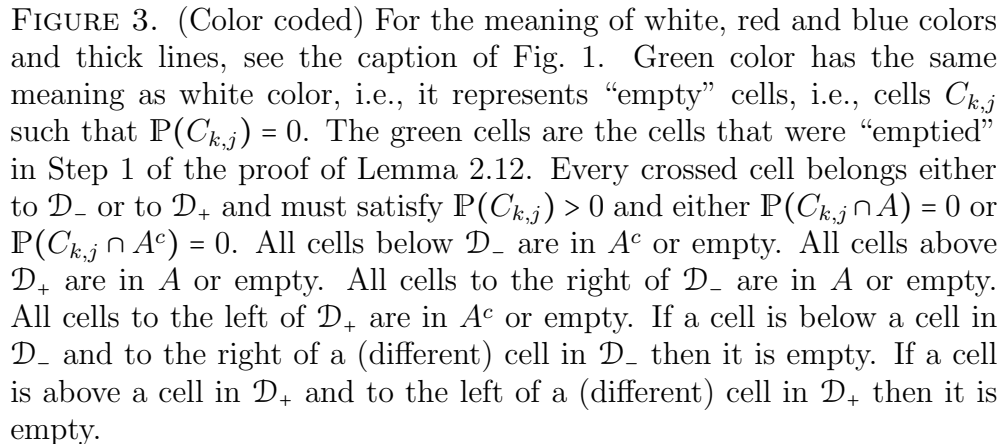 FIGURE 3. (Color coded) For the meaning of white, red and blue colors
and thick lines, see the caption of Fig. 1. Green color has the same
meaning as white color, i.e., it represents “empty” cells, i.e., cells C_{k,j}
such that ℙ(C_{k,j}) = 0. The green cells are the cells that were “emptied”
in Step 1 of the proof of Lemma 2.12. Every crossed cell belongs either
to 𝒟₋ or to 𝒟₊ and must satisfy ℙ(C_{k,j}) > 0 and either ℙ(C_{k,j} ∩ A) = 0 or
ℙ(C_{k,j} ∩ Aᶜ) = 0. All cells below 𝒟₋ are in Aᶜ or empty. All cells above
𝒟₊ are in A or empty. All cells to the right of 𝒟₋ are in A or empty.
All cells to the left of 𝒟₊ are in Aᶜ or empty. If a cell is below a cell in
𝒟₋ and to the right of a (different) cell in 𝒟₋ then it is empty. If a cell
is above a cell in 𝒟₊ and to the left of a (different) cell in 𝒟₊ then it is
empty.